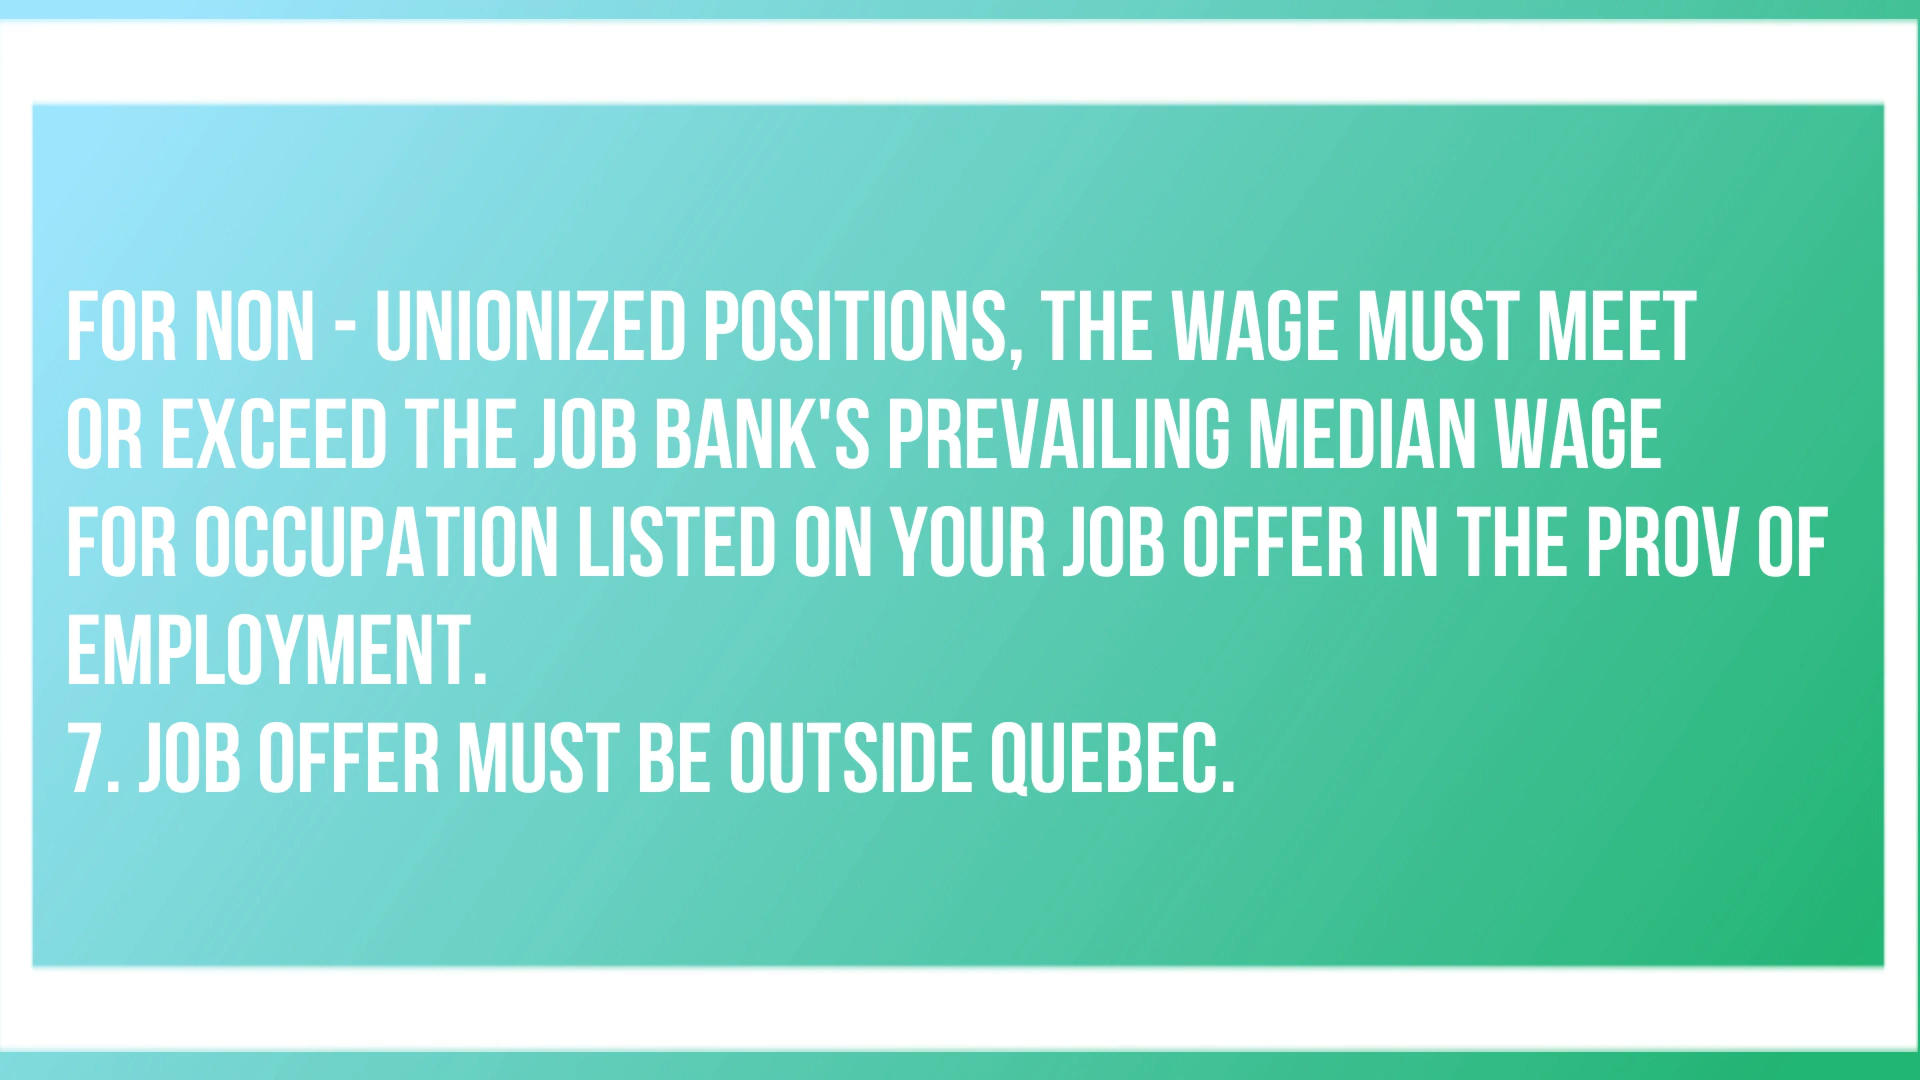 FOR NON - UNIONIZED POSITIONS, THE WAGE MUST MEET
OR EXCEED THE JOB BANK'S PREVAILING MEDIAN WAGE
FOR OCCUPATION LISTED ON YOUR JOB OFFER IN THE PROV OF
EMPLOYMENT.
7. JOB OFFER MUST BE OUTSIDE QUEBEC.